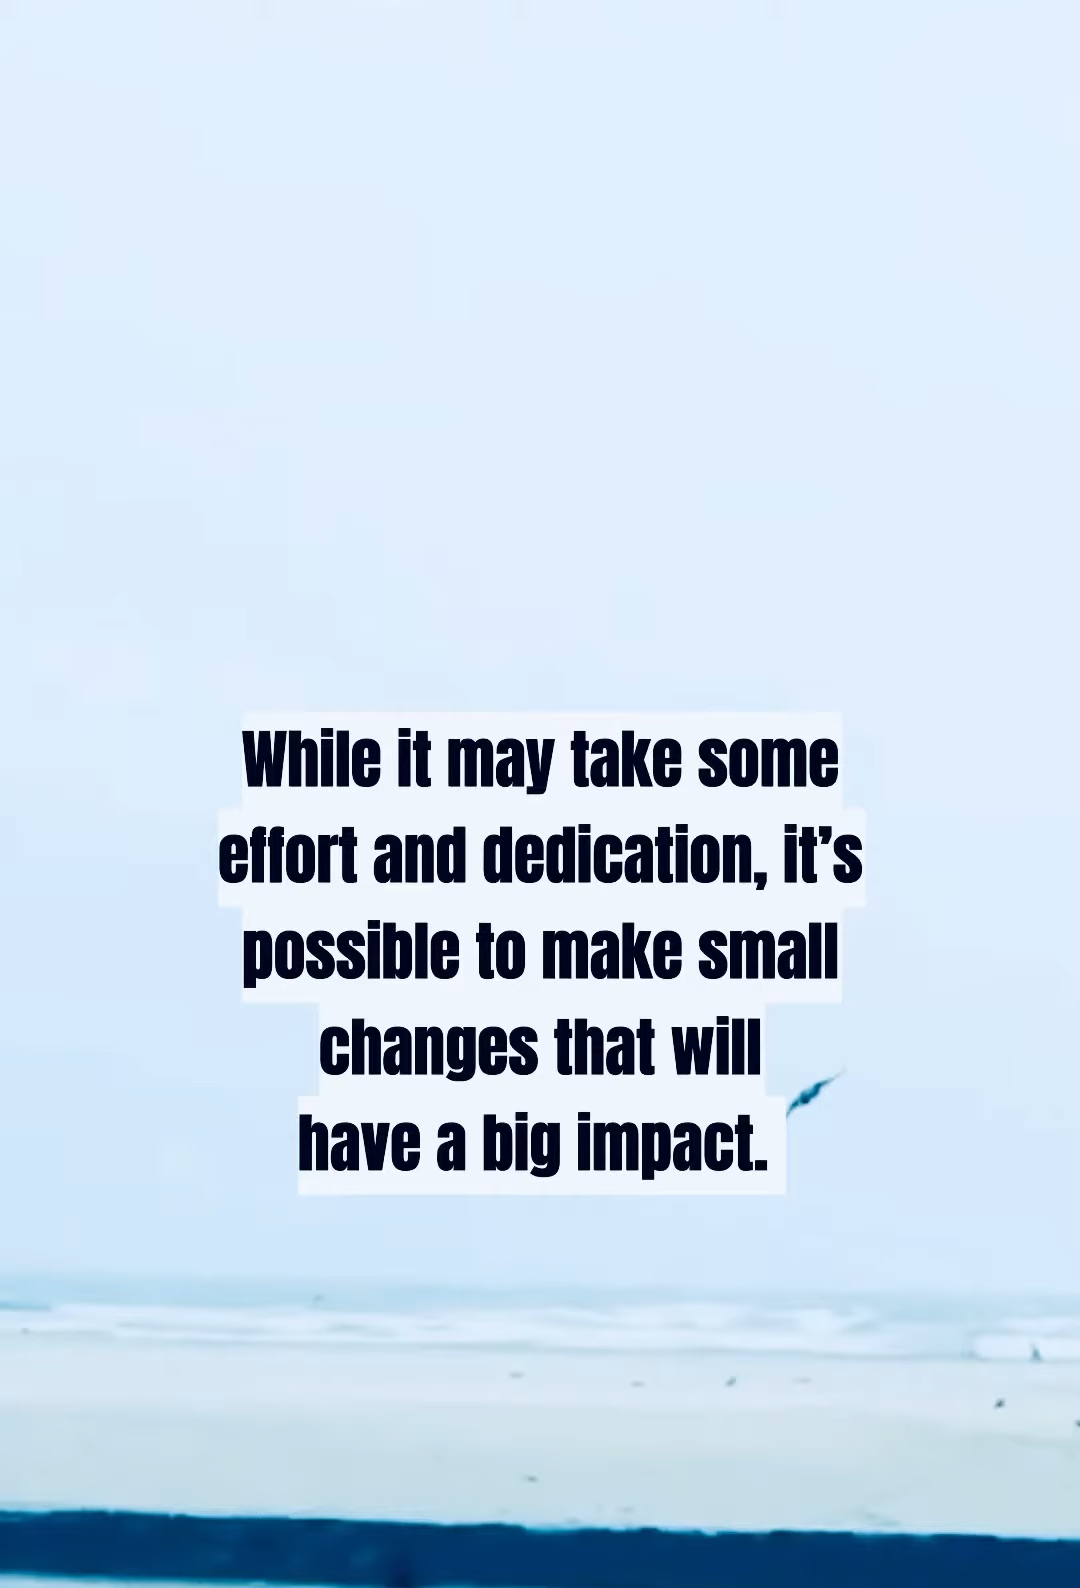 While it may take some
effort and dedication, it’s
possible to make small
changes that will
have a big impact.